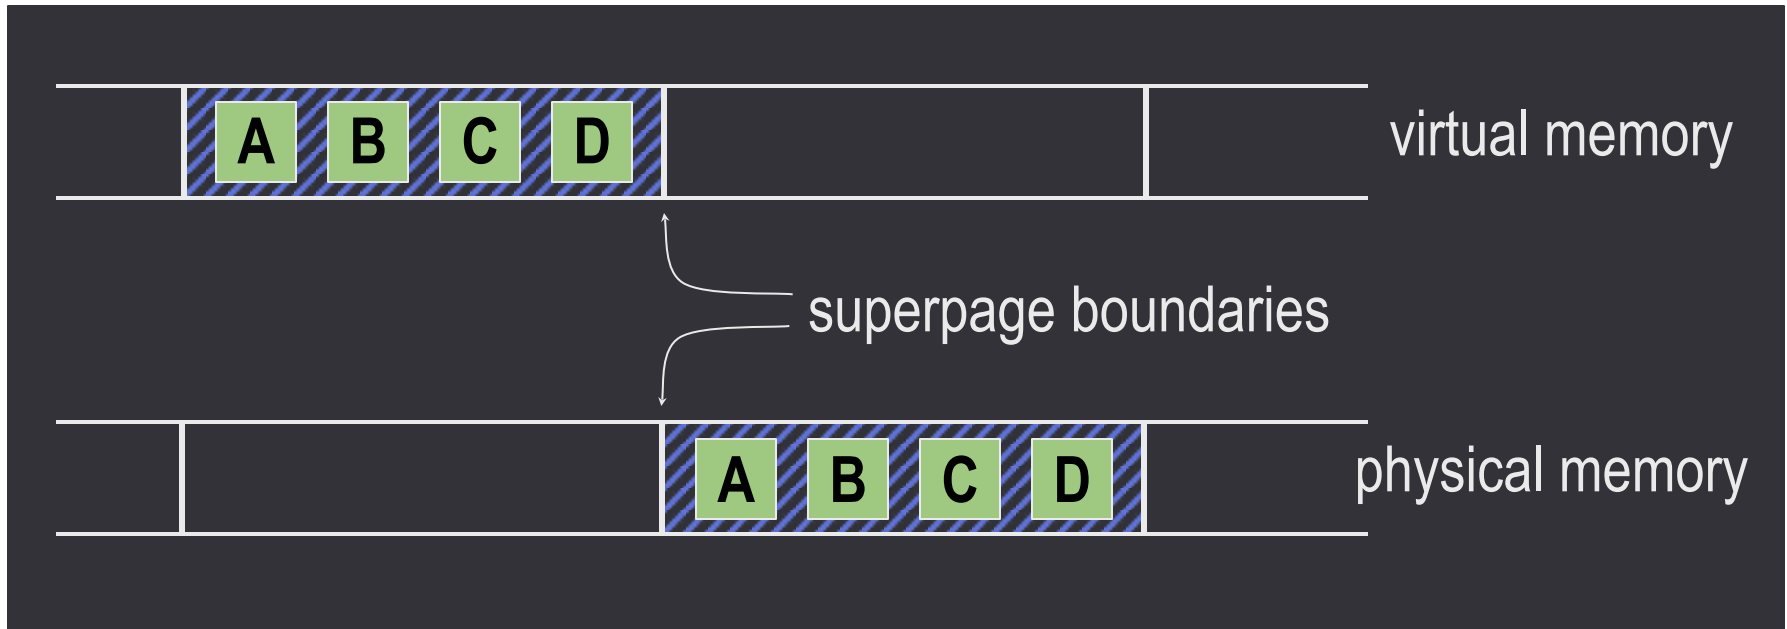 A B C D
virtual memory
superpage boundaries
A B C D
physical memory